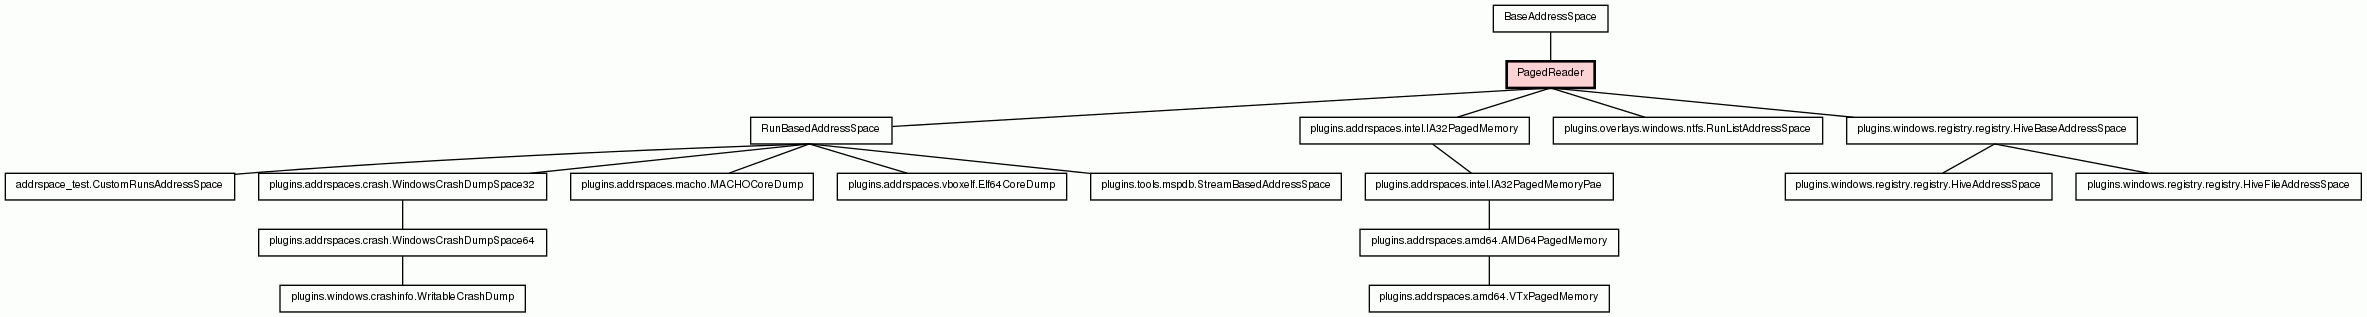 BaseAddressSpace
PagedReader
RunBasedAddressSpace
plugins.addrspaces.intel.IA32PagedMemory
plugins.overlays.windows.ntfs.RunListAddressSpace
plugins.windows.registry.registry.HiveBaseAddressSpace
addrspace_test.CustomRunsAddressSpace
plugins.addrspaces.crash.WindowsCrashDumpSpace32
plugins.addrspaces.macho.MACHOCoreDump
plugins.addrspaces.vboxelf.Elf64CoreDump
plugins.tools.mspdb.StreamBasedAddressSpace
plugins.addrspaces.intel.IA32PagedMemoryPae
plugins.windows.registry.registry.HiveAddressSpace
plugins.windows.registry.registry.HiveFileAddressSpace
plugins.addrspaces.crash.WindowsCrashDumpSpace64
plugins.addrspaces.amd64.AMD64PagedMemory
plugins.windows.crashinfo.WritableCrashDump
plugins.addrspaces.amd64.VTxPagedMemory